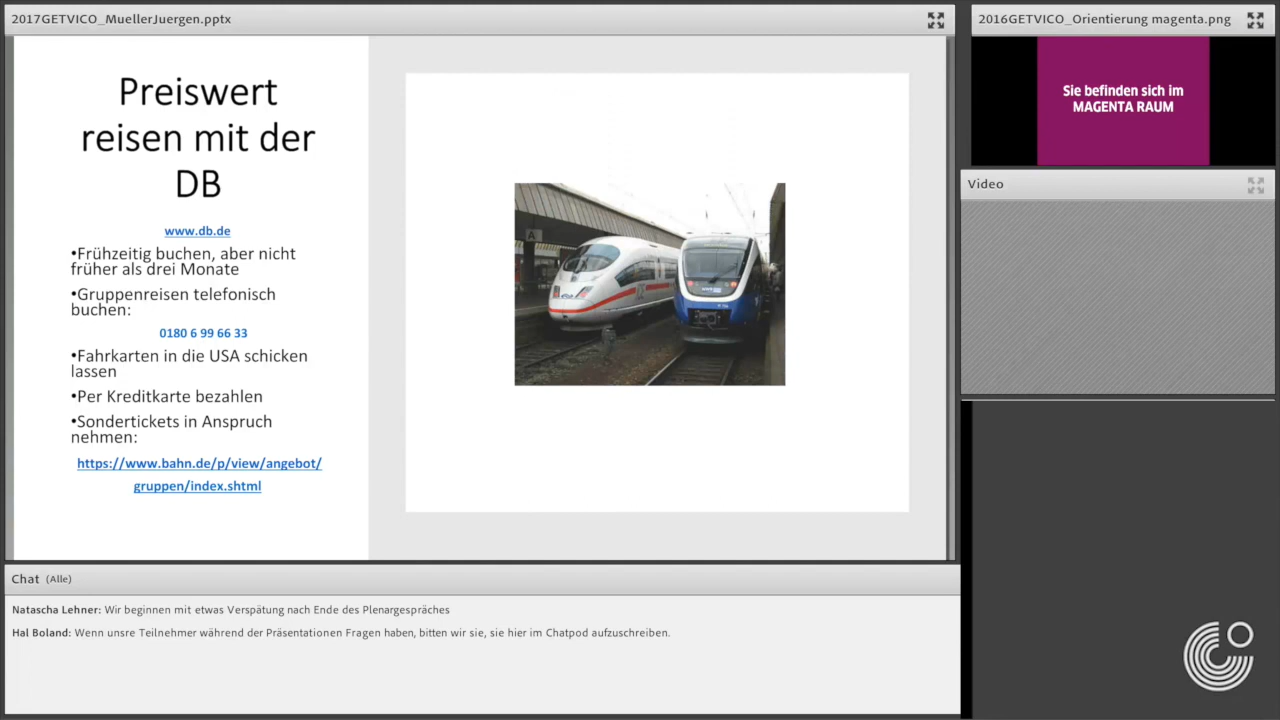 2017GETVICO_MuellerJuergen.pptx
Preiswert
reisen mit der
DB
www.db.de
•Frühzeitig buchen, aber nicht
früher als drei Monate
•Gruppenreisen telefonisch
buchen:
0180 6 99 66 33
•Fahrkarten in die USA schicken
lassen
•Per Kreditkarte bezahlen
•Sondertickets in Anspruch
nehmen:
https://www.bahn.de/p/view/angebot/
gruppen/index.shtml
A
2016GETVICO_Orientierung magenta.png
Sie befinden sich im
MAGENTA RAUM
Video
Chat (Alle)
Natascha Lehner: Wir beginnen mit etwas Verspätung nach Ende des Plenargespräches
Hal Boland: Wenn unsre Teilnehmer während der Präsentationen Fragen haben, bitten wir sie, sie hier im Chatpod aufzuschreiben.